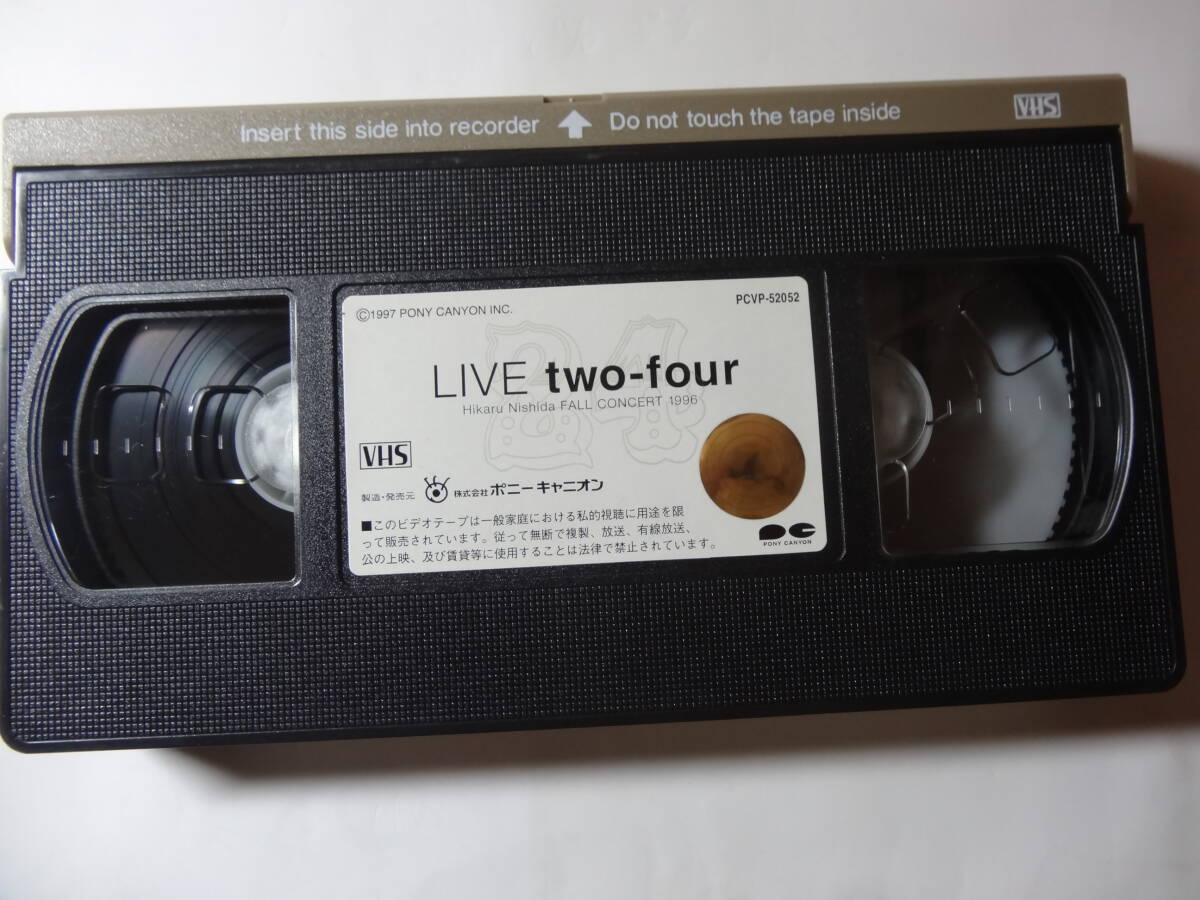 Insert this side into recorder Do not touch the tape inside VHS
©1997 PONY CANYON INC. PCVP-52052
24
LIVE two-four
Hikaru Nishida FALL CONCERT 1996
VHS
製造・発売元 株式会社 ポニーキャニオン
■このビデオテープは一般家庭における私的視聴に用途を限
って販売されています。従って無断で複製、放送、有線放送、
公の上映、及び賃貸等に使用することは法律で禁止されています。
PC
PONY CANYON